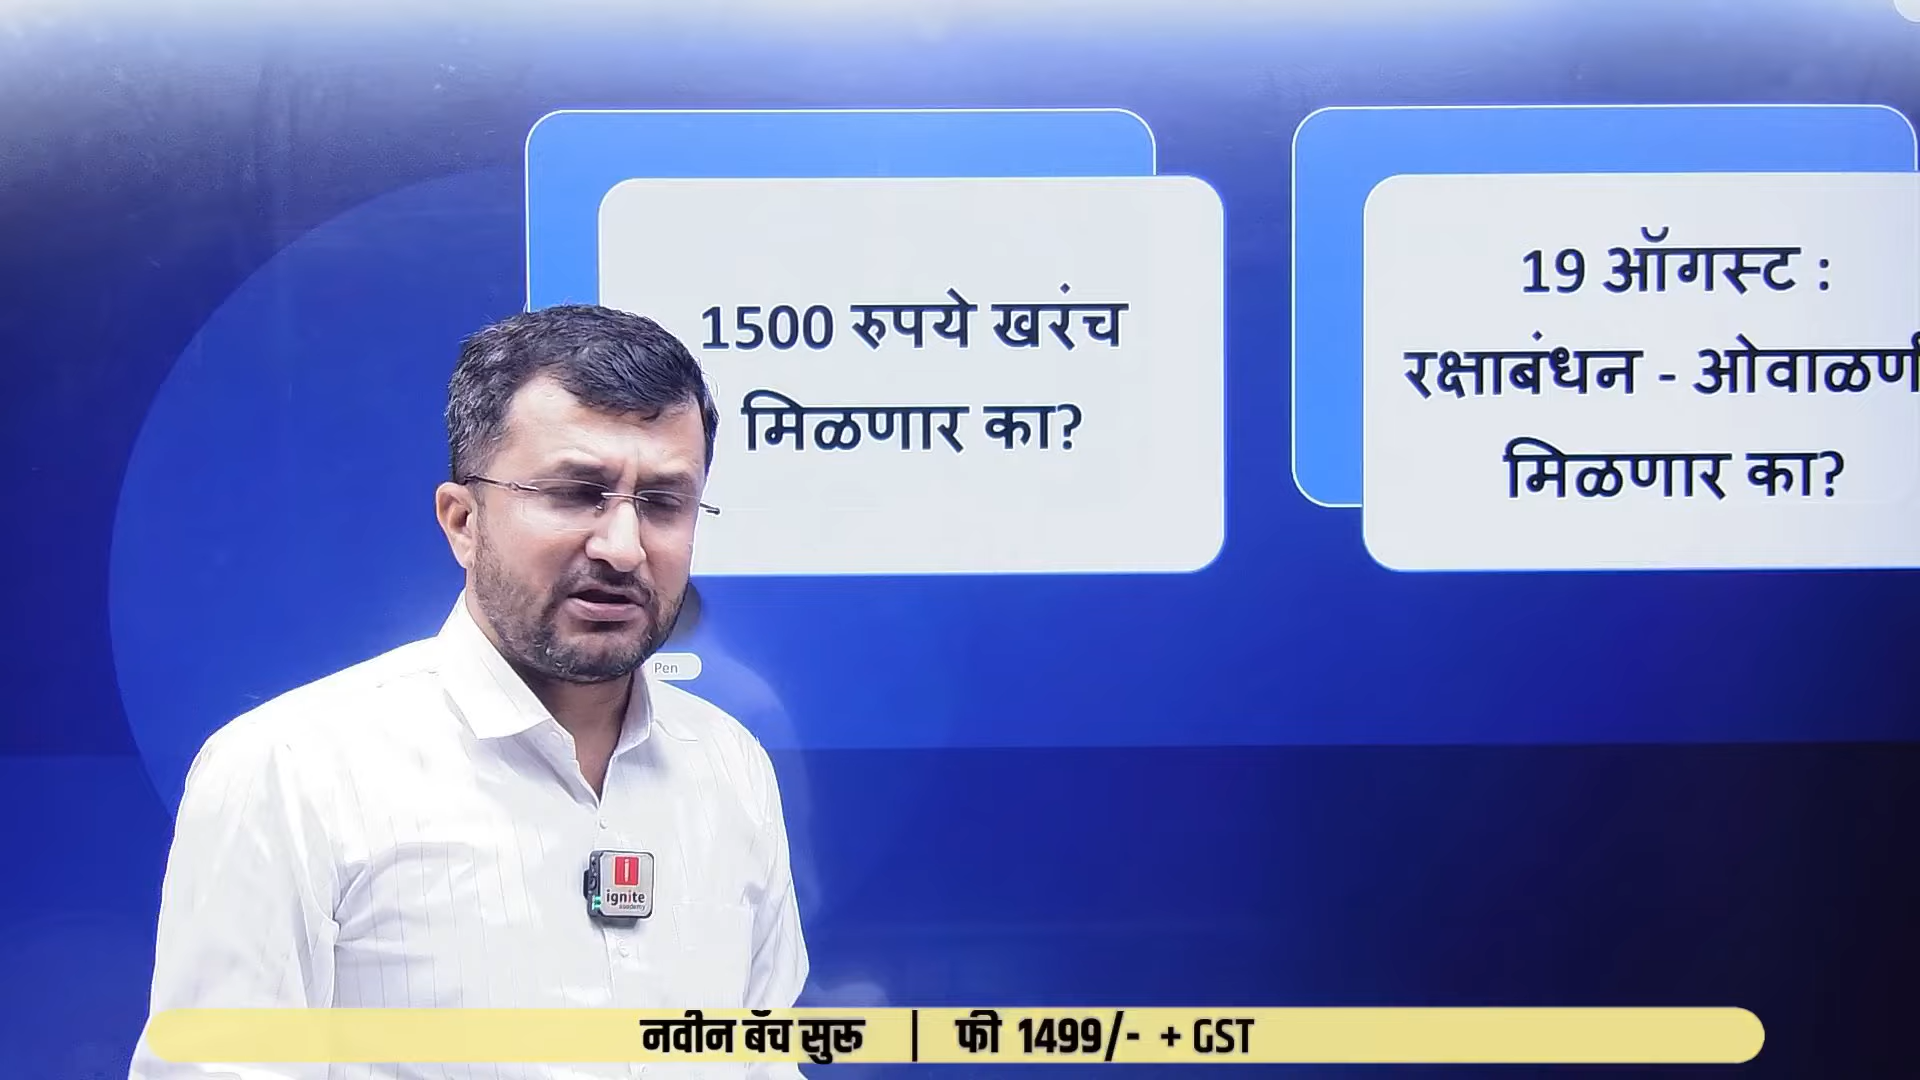 1500 रुपये खरंच
मिळणार का?
19 ऑगस्ट :
रक्षाबंधन - ओवाळणी
मिळणार का?
Pen
ignite
academy
नवीन बॅच सुरू | फी 1499/- + GST